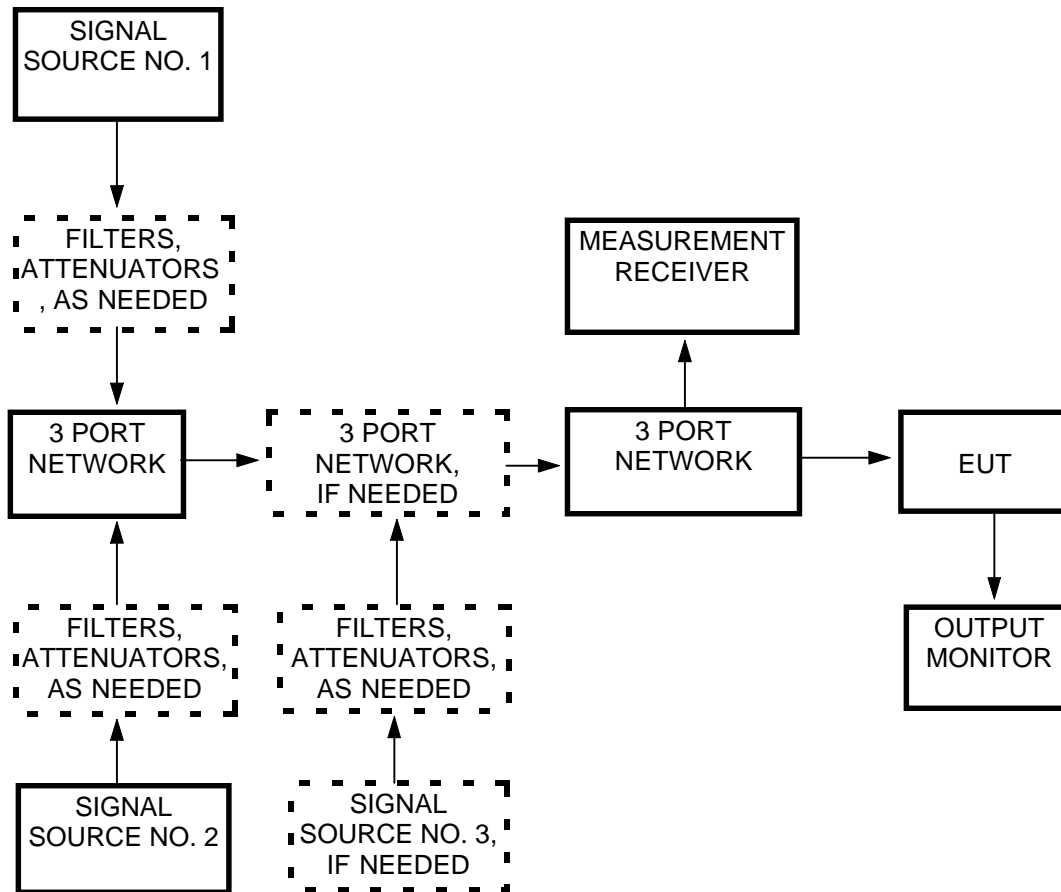 SIGNAL
SOURCE NO. 1
FILTERS,
ATTENUATORS
, AS NEEDED
MEASUREMENT
RECEIVER
3 PORT
NETWORK
3 PORT
NETWORK,
IF NEEDED
3 PORT
NETWORK
EUT
FILTERS,
ATTENUATORS,
AS NEEDED
FILTERS,
ATTENUATORS,
AS NEEDED
OUTPUT
MONITOR
SIGNAL
SOURCE NO. 2
SIGNAL
SOURCE NO. 3,
IF NEEDED